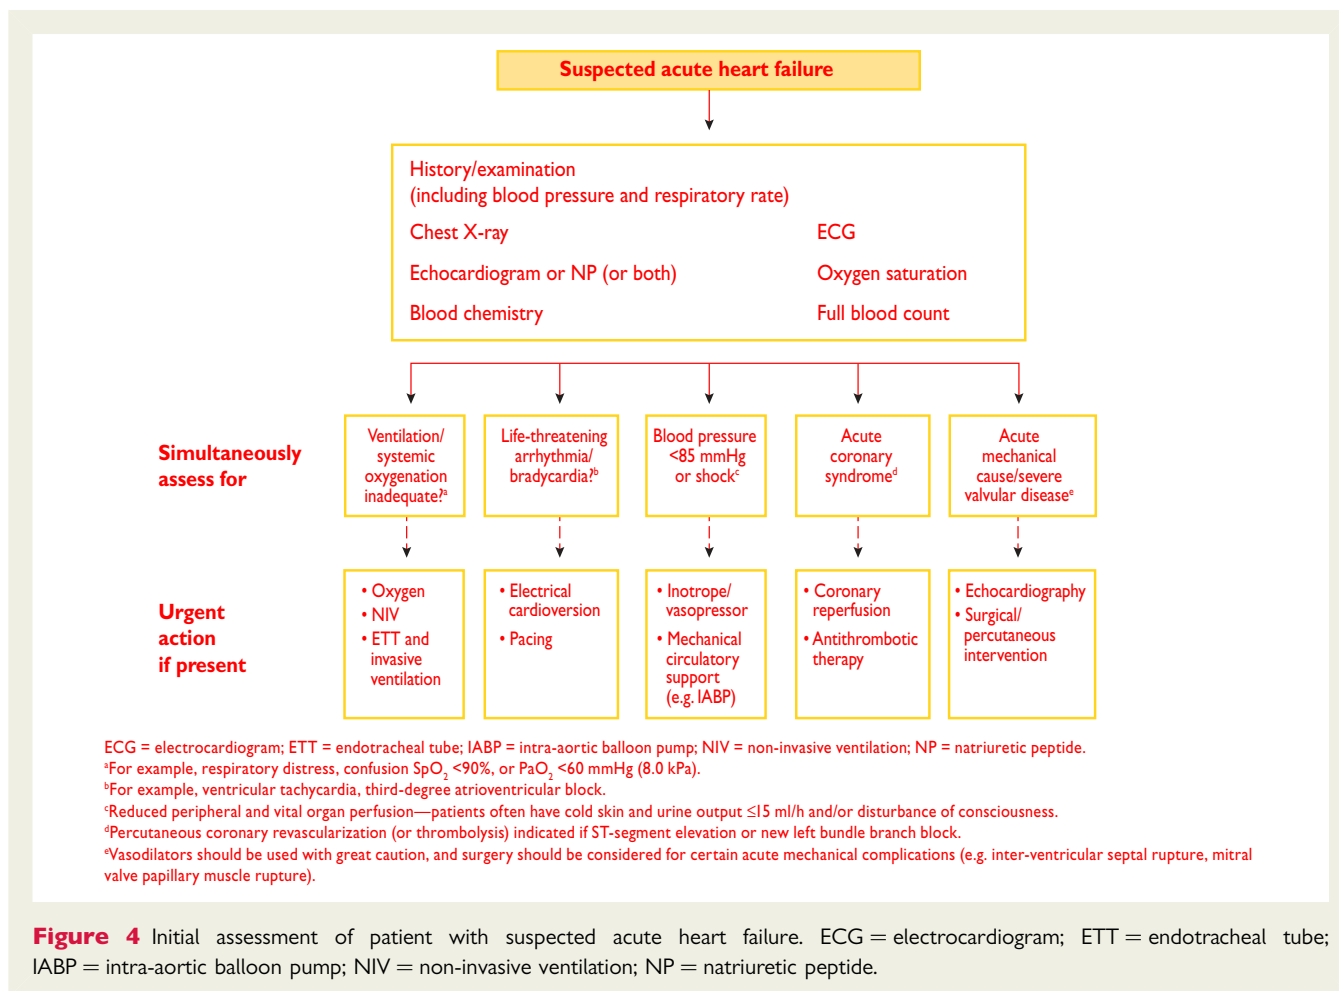 Suspected acute heart failure
History/examination
(including blood pressure and respiratory rate)
Chest X-ray
ECG
Echocardiogram or NP (or both)
Oxygen saturation
Blood chemistry
Full blood count
Simultaneously
assess for
Ventilation/
systemic
oxygenation
inadequate?ᵃ
Life-threatening
arrhythmia/
bradycardia?ᵇ
Blood pressure
<85 mmHg
or shockᶜ
Acute
coronary
syndromeᵈ
Acute
mechanical
cause/severe
valvular diseaseᵉ
Urgent
action
if present
• Oxygen
• NIV
• ETT and
invasive
ventilation
• Electrical
cardioversion
• Pacing
• Inotrope/
vasopressor
• Mechanical
circulatory
support
(e.g. IABP)
• Coronary
reperfusion
• Antithrombotic
therapy
• Echocardiography
• Surgical/
percutaneous
intervention
ECG = electrocardiogram; ETT = endotracheal tube; IABP = intra-aortic balloon pump; NIV = non-invasive ventilation; NP = natriuretic peptide.
ᵃFor example, respiratory distress, confusion SpO₂ <90%, or PaO₂ <60 mmHg (8.0 kPa).
ᵇFor example, ventricular tachycardia, third-degree atrioventricular block.
ᶜReduced peripheral and vital organ perfusion—patients often have cold skin and urine output ≤15 ml/h and/or disturbance of consciousness.
ᵈPercutaneous coronary revascularization (or thrombolysis) indicated if ST-segment elevation or new left bundle branch block.
ᵉVasodilators should be used with great caution, and surgery should be considered for certain acute mechanical complications (e.g. inter-ventricular septal rupture, mitral
valve papillary muscle rupture).
Figure 4 Initial assessment of patient with suspected acute heart failure. ECG = electrocardiogram; ETT = endotracheal tube;
IABP = intra-aortic balloon pump; NIV = non-invasive ventilation; NP = natriuretic peptide.